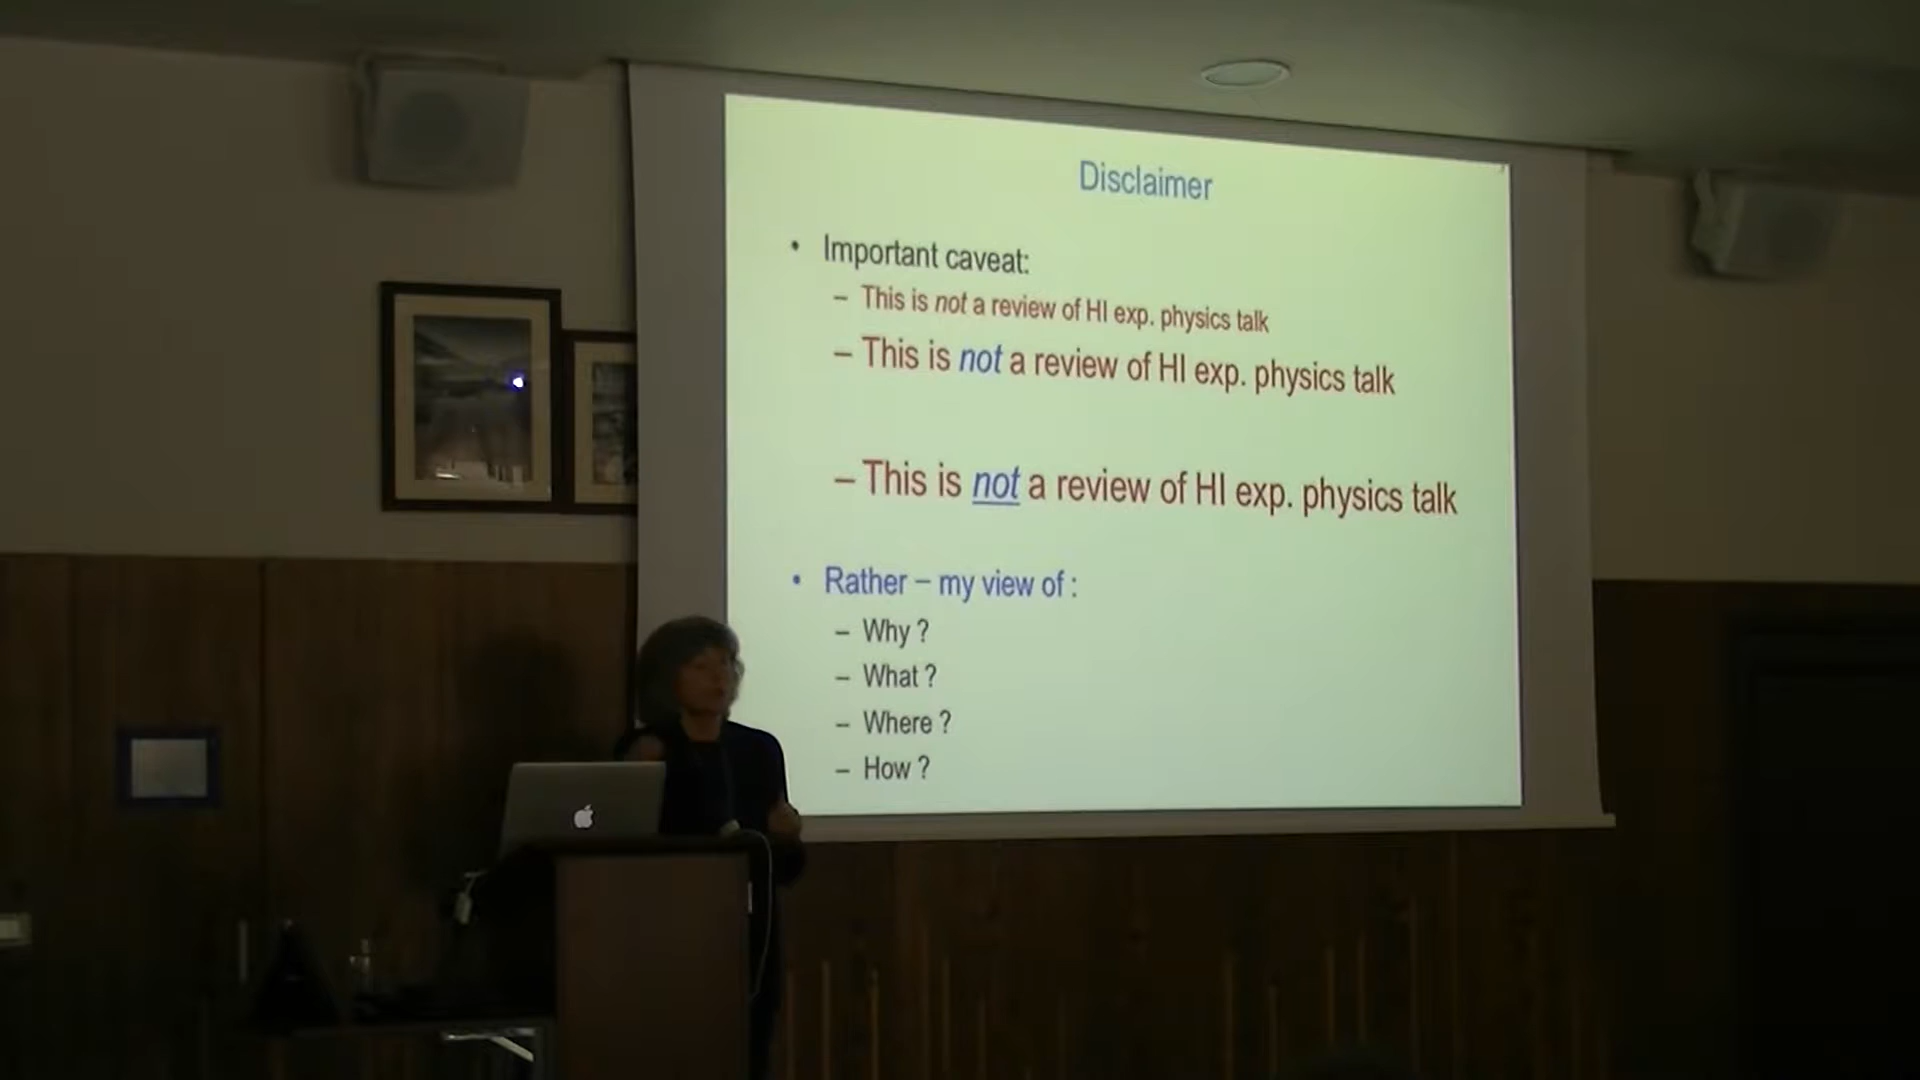 Disclaimer
• Important caveat:
– This is not a review of HI exp. physics talk
– This is not a review of HI exp. physics talk
– This is not a review of HI exp. physics talk
• Rather – my view of :
– Why ?
– What ?
– Where ?
– How ?